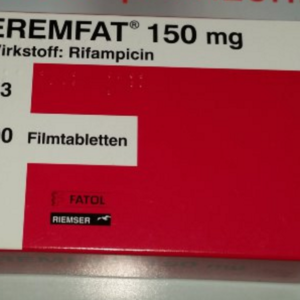 EREMFAT® 150 mg
Wirkstoff: Rifampicin
3
0 Filmtabletten
FATOL
RIEMSER